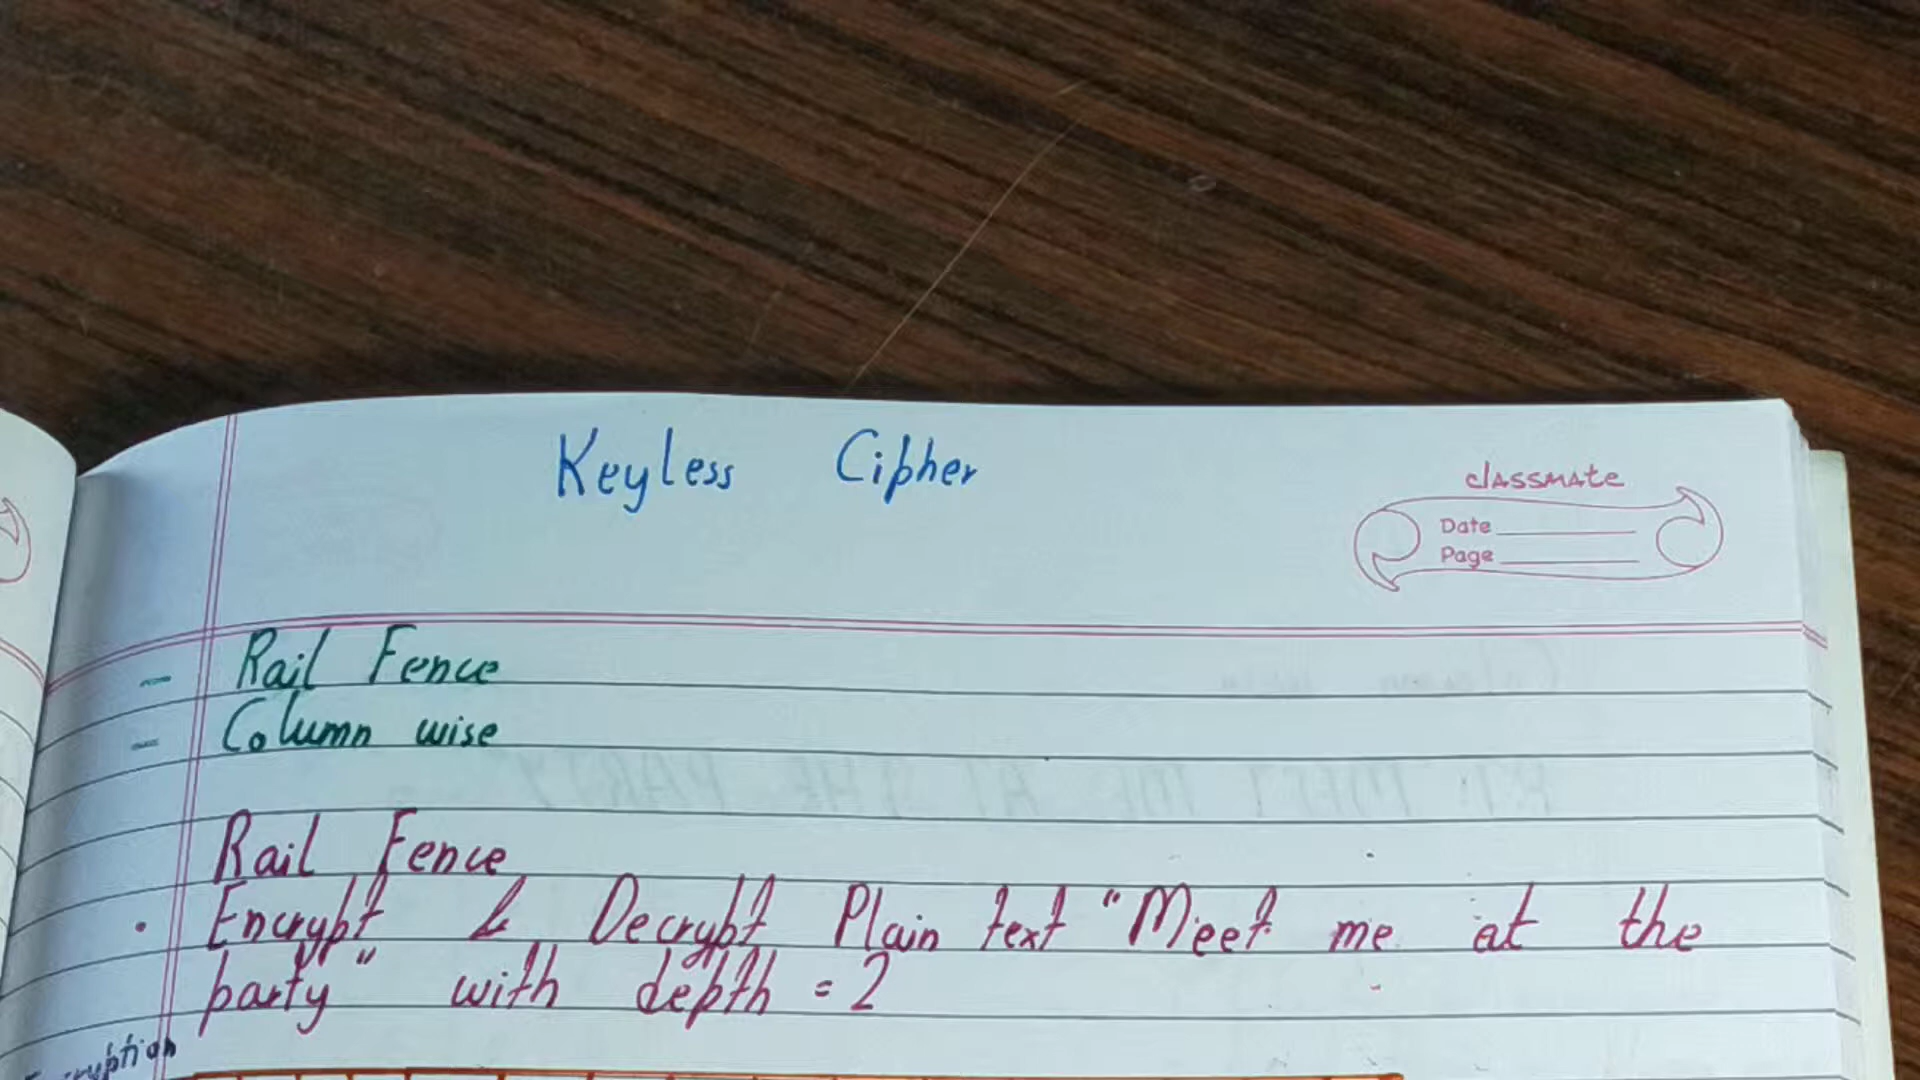 Keyless Cipher
classmate
Date
Page
- Rail Fence
- Column wise
Rail Fence
• Encrypt & Decrypt Plain text "Meet me at the
party" with depth = 2